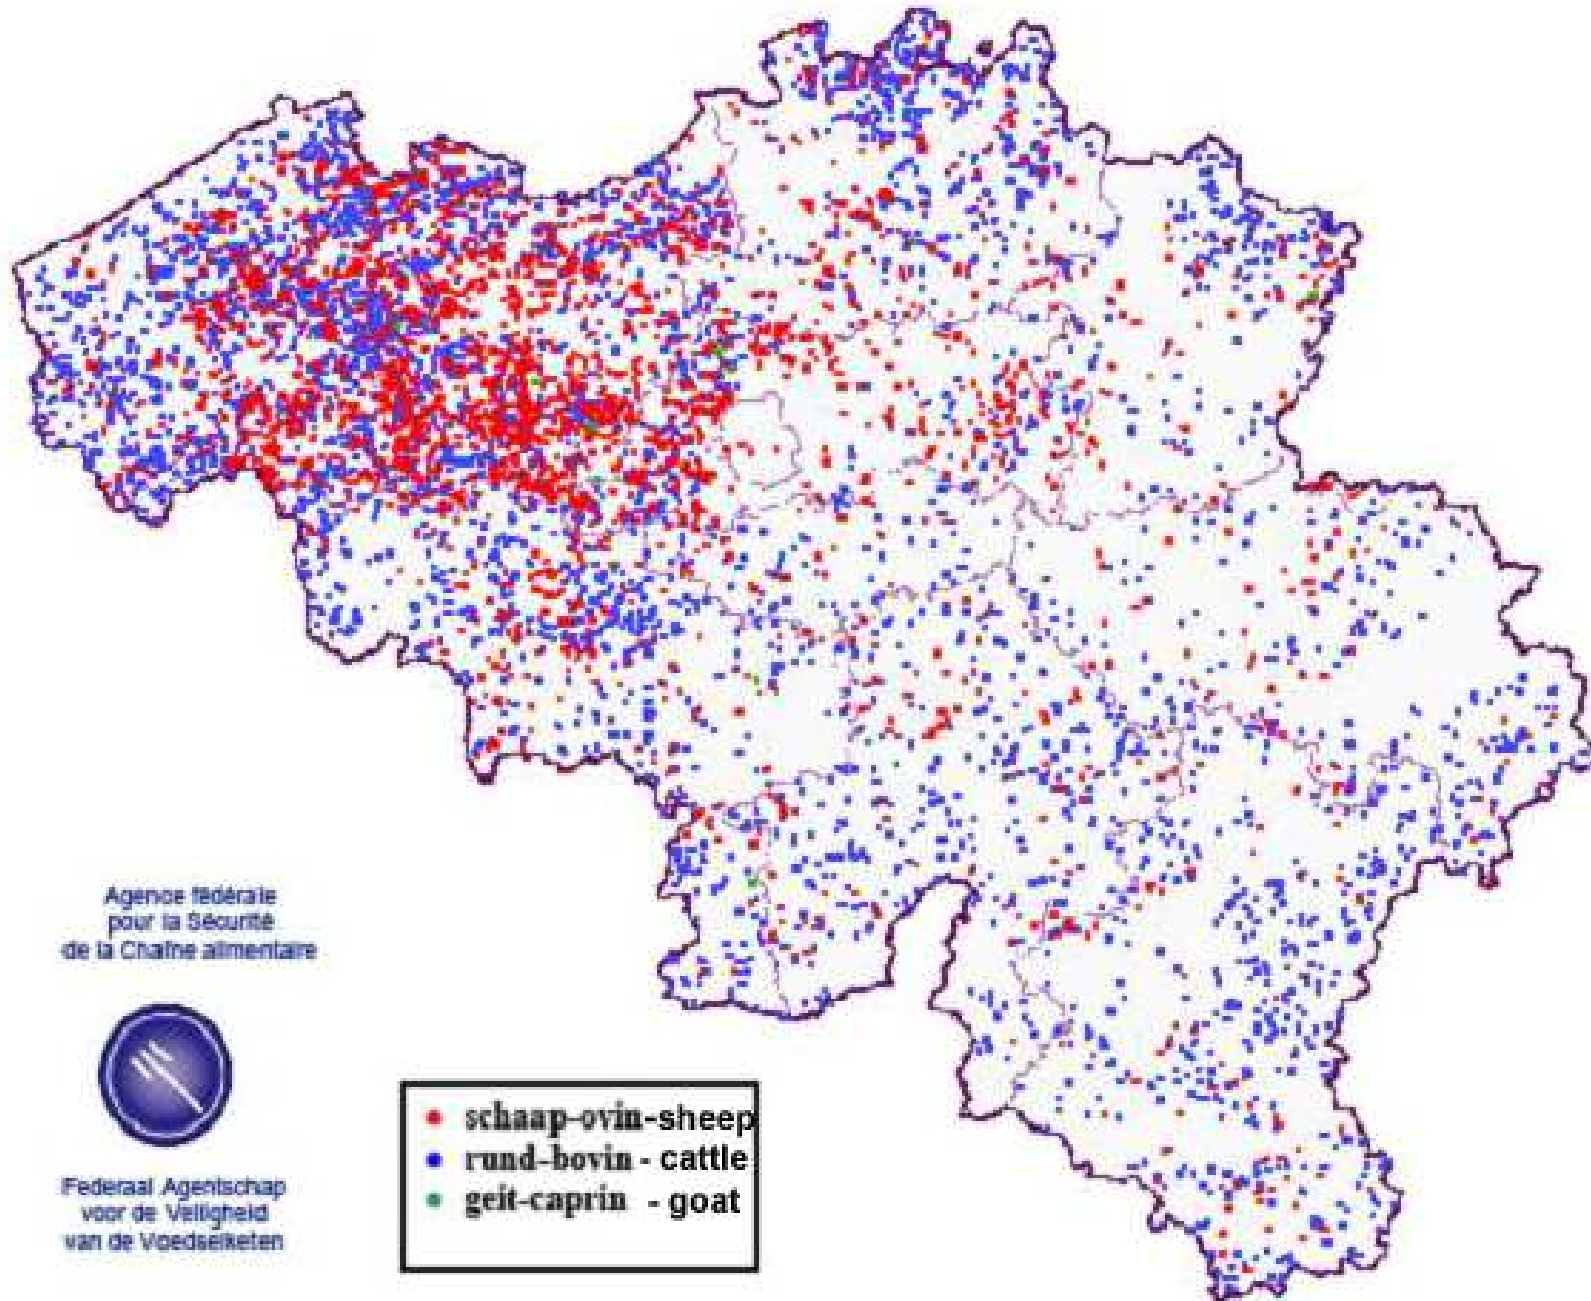 Agence fédérale
pour la Sécurité
de la Chaîne alimentaire
Federaal Agentschap
voor de Veiligheid
van de Voedselketen
schaap-ovin-sheep
rund-bovin - cattle
geit-caprin - goat